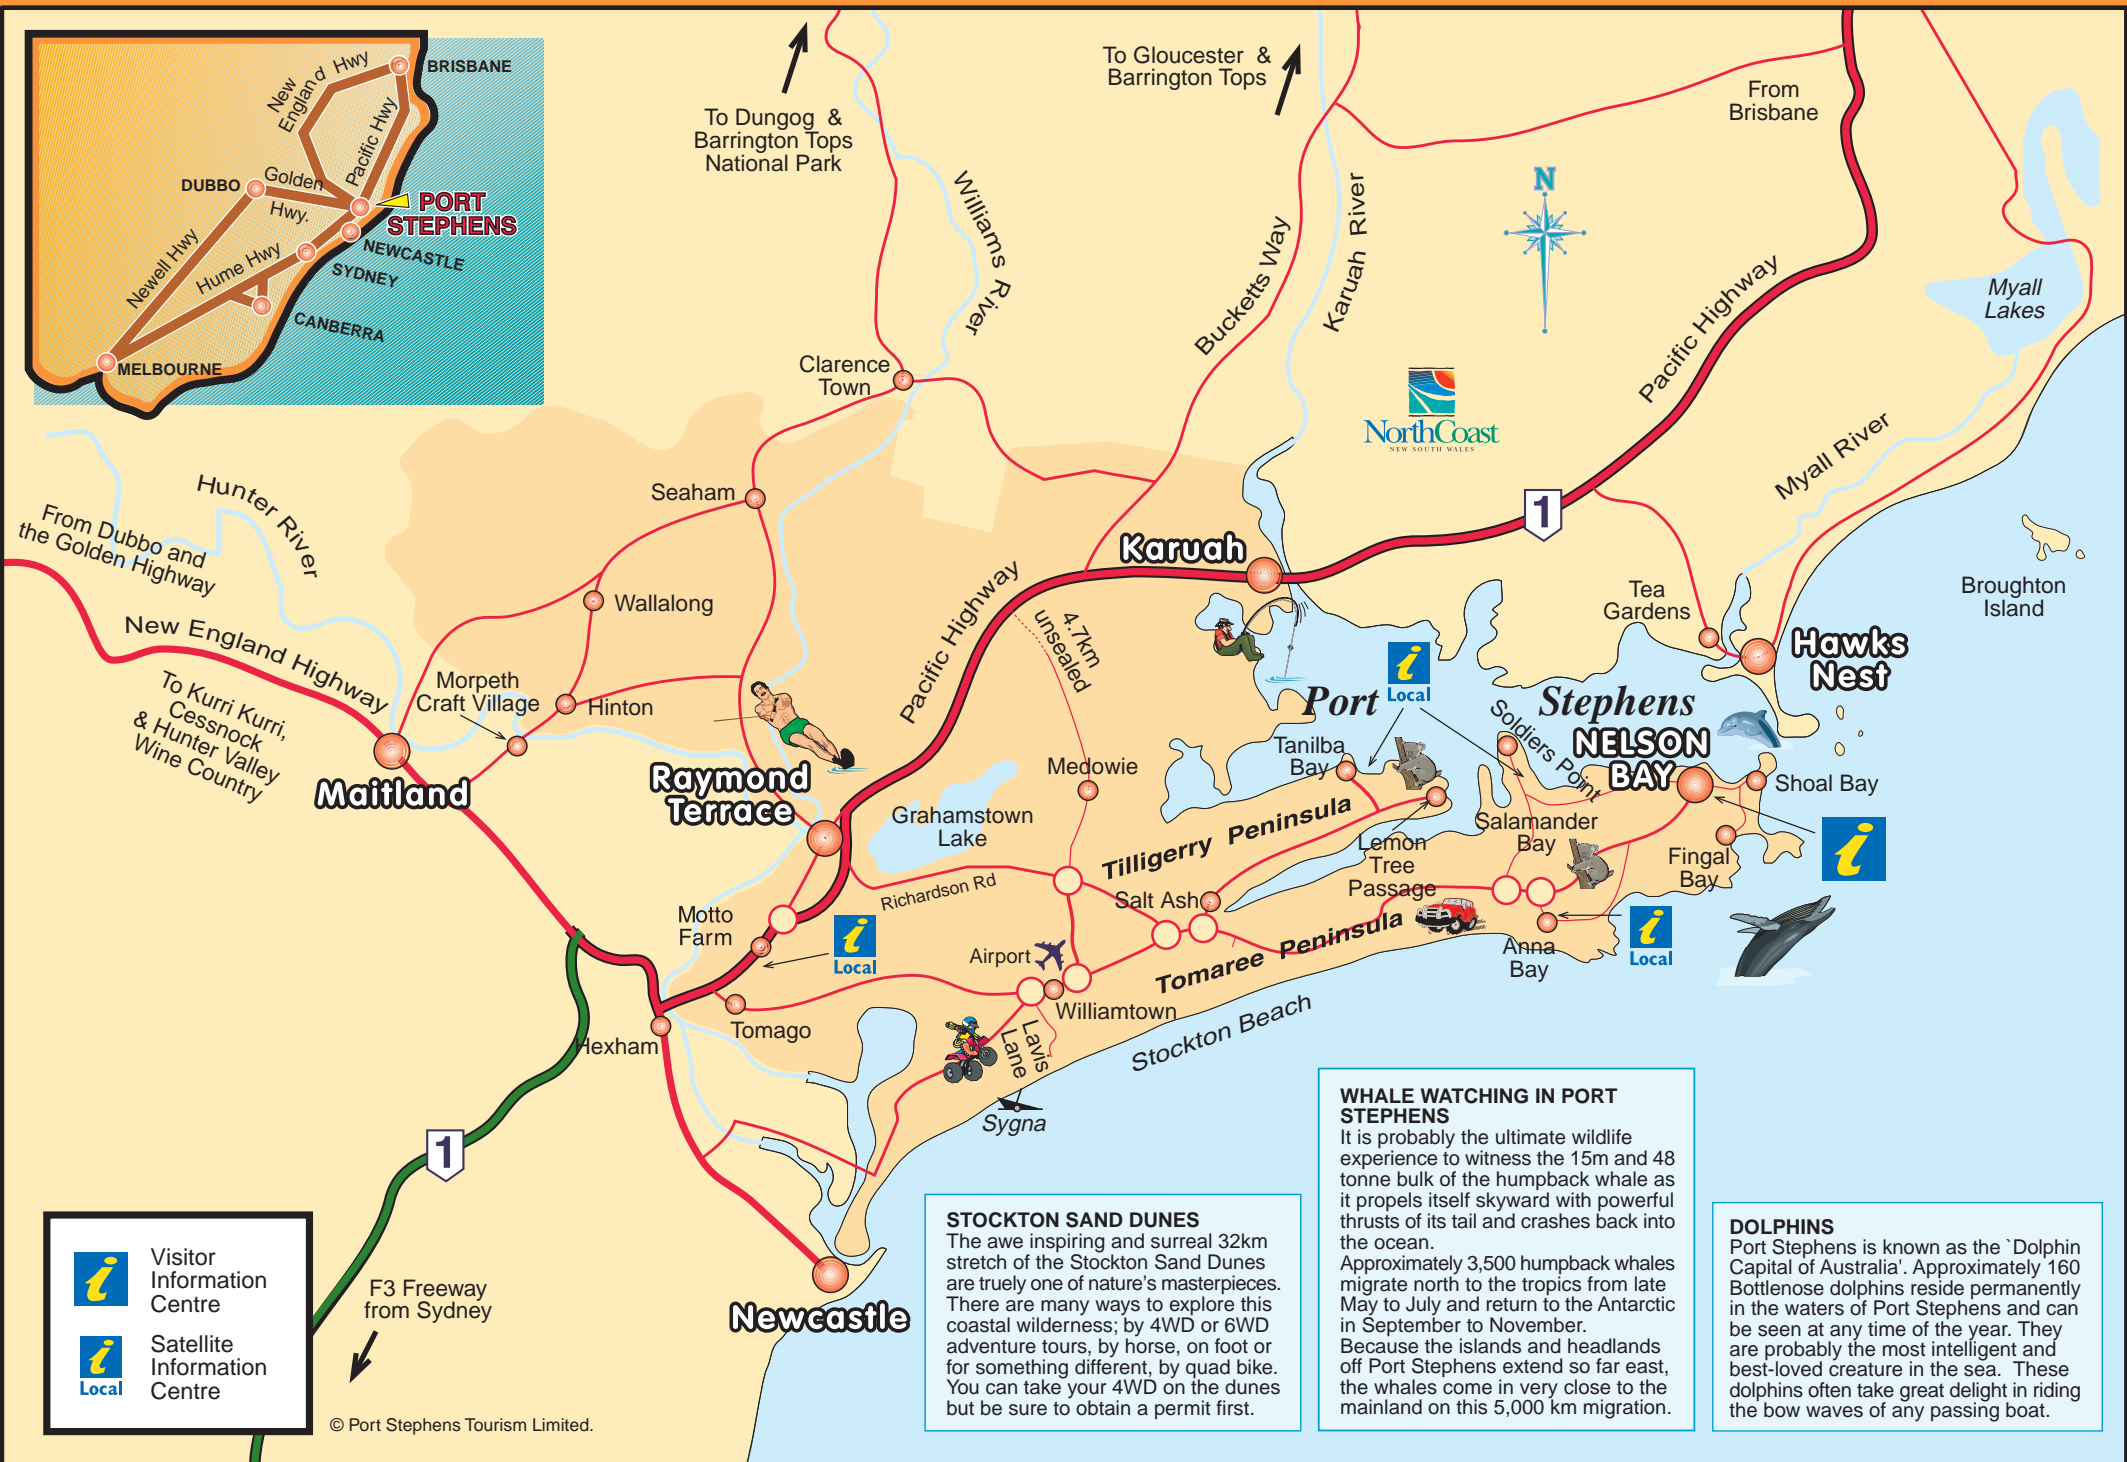 New
England Hwy
BRISBANE
Pacific Hwy
DUBBO
Golden
Hwy.
PORT
STEPHENS
NEWCASTLE
Newell Hwy
Hume Hwy
SYDNEY
CANBERRA
MELBOURNE
To Dungog &
Barrington Tops
National Park
To Gloucester &
Barrington Tops
From
Brisbane
N
Williams River
Bucketts Way
Karuah River
Pacific Highway
Myall
Lakes
Clarence
Town
NorthCoast
NEW SOUTH WALES
Myall River
Hunter River
From Dubbo and
the Golden Highway
Seaham
1
Karuah
Broughton
Island
Tea
Gardens
Wallalong
Pacific Highway
4.7km
unsealed
Hawks
Nest
New England Highway
To Kurri Kurri,
Cessnock
& Hunter Valley
Wine Country
Morpeth
Craft Village
Hinton
i
Local
Port Stephens
Soldiers Point
NELSON
BAY
Tanilba
Bay
Medowie
Shoal Bay
Maitland
Raymond
Terrace
Grahamstown
Lake
Tilligerry Peninsula
Salamander
Bay
Lemon
Tree
Passage
Fingal
Bay
i
Richardson Rd
Salt Ash
Motto
Farm
i
Local
Airport
Tomaree Peninsula
Anna
Bay
i
Local
Williamtown
Tomago
Hexham
Lavis
Lane
Stockton Beach
Sygna
1
Newcastle
F3 Freeway
from Sydney
i
Visitor
Information
Centre
i
Local
Satellite
Information
Centre
© Port Stephens Tourism Limited.
STOCKTON SAND DUNES
The awe inspiring and surreal 32km
stretch of the Stockton Sand Dunes
are truely one of nature's masterpieces.
There are many ways to explore this
coastal wilderness; by 4WD or 6WD
adventure tours, by horse, on foot or
for something different, by quad bike.
You can take your 4WD on the dunes
but be sure to obtain a permit first.
WHALE WATCHING IN PORT
STEPHENS
It is probably the ultimate wildlife
experience to witness the 15m and 48
tonne bulk of the humpback whale as
it propels itself skyward with powerful
thrusts of its tail and crashes back into
the ocean.
Approximately 3,500 humpback whales
migrate north to the tropics from late
May to July and return to the Antarctic
in September to November.
Because the islands and headlands
off Port Stephens extend so far east,
the whales come in very close to the
mainland on this 5,000 km migration.
DOLPHINS
Port Stephens is known as the `Dolphin
Capital of Australia'. Approximately 160
Bottlenose dolphins reside permanently
in the waters of Port Stephens and can
be seen at any time of the year. They
are probably the most intelligent and
best-loved creature in the sea. These
dolphins often take great delight in riding
the bow waves of any passing boat.